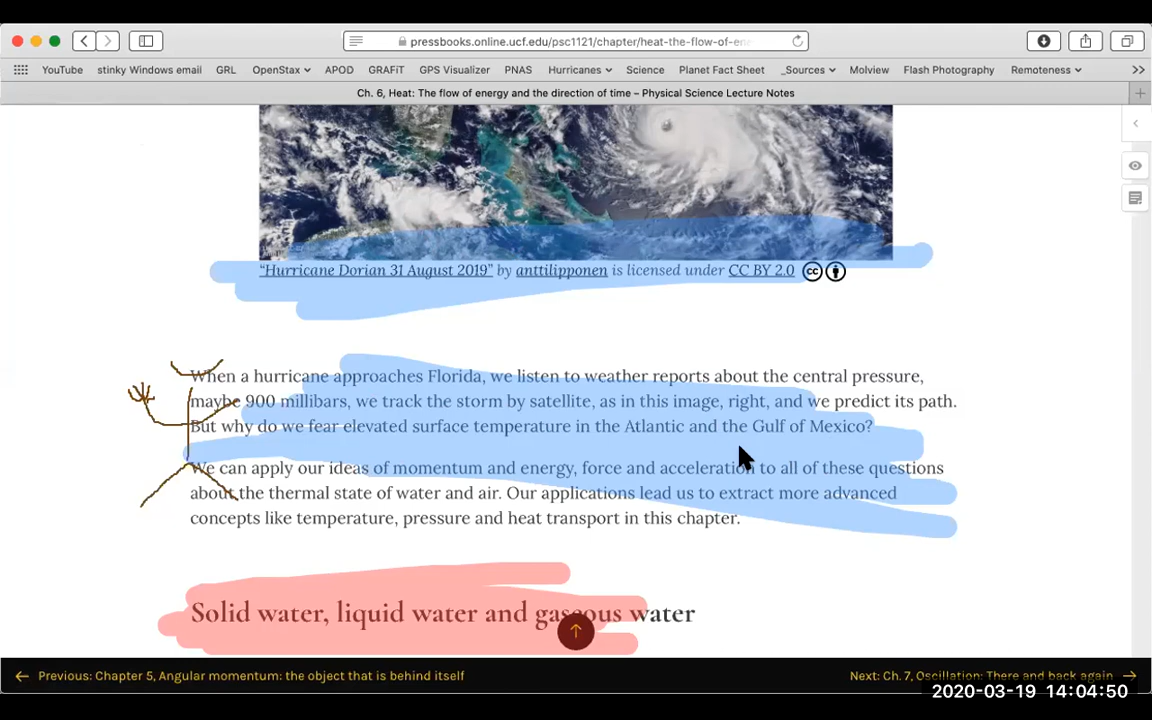 pressbooks.online.ucf.edu/psc1121/chapter/heat-the-flow-of-en
YouTube stinky Windows email GRL OpenStax APOD GRAFiT GPS Visualizer PNAS Hurricanes Science Planet Fact Sheet _Sources Molview Flash Photography Remoteness >>
Ch. 6, Heat: The flow of energy and the direction of time – Physical Science Lecture Notes
“Hurricane Dorian 31 August 2019” by anttilipponen is licensed under CC BY 2.0 cc
When a hurricane approaches Florida, we listen to weather reports about the central pressure,
maybe 900 millibars, we track the storm by satellite, as in this image, right, and we predict its path.
But why do we fear elevated surface temperature in the Atlantic and the Gulf of Mexico?
We can apply our ideas of momentum and energy, force and acceleration to all of these questions
about the thermal state of water and air. Our applications lead us to extract more advanced
concepts like temperature, pressure and heat transport in this chapter.
Solid water, liquid water and gaseous water
← Previous: Chapter 5, Angular momentum: the object that is behind itself
Next: Ch. 7, Oscillation: There and back again →
2020-03-19 14:04:50